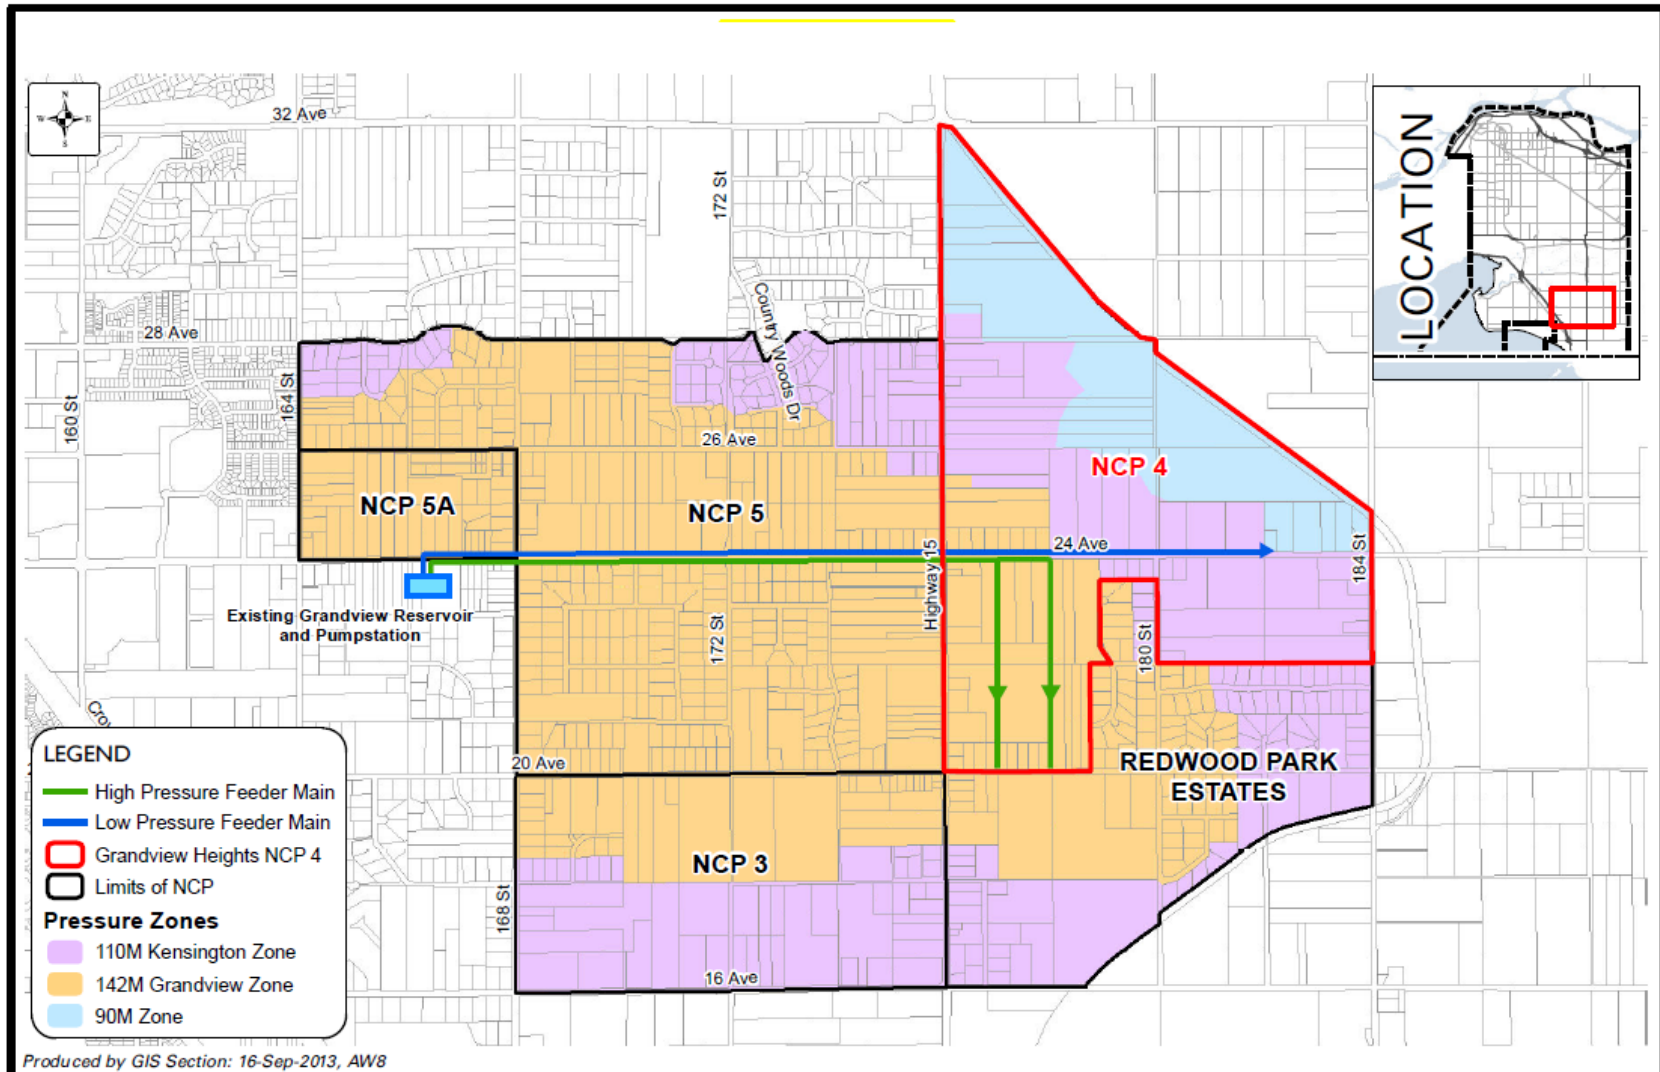 N
W E
S
32 Ave
172 St
LOCATION
28 Ave
Country Woods Dr
164 St
160 St
26 Ave
NCP 4
NCP 5A
NCP 5
24 Ave
Highway 15
184 St
Existing Grandview Reservoir
and Pumpstation
172 St
180 St
20 Ave
REDWOOD PARK
ESTATES
NCP 3
168 St
16 Ave
LEGEND
High Pressure Feeder Main
Low Pressure Feeder Main
Grandview Heights NCP 4
Limits of NCP
Pressure Zones
110M Kensington Zone
142M Grandview Zone
90M Zone
Produced by GIS Section: 16-Sep-2013, AW8